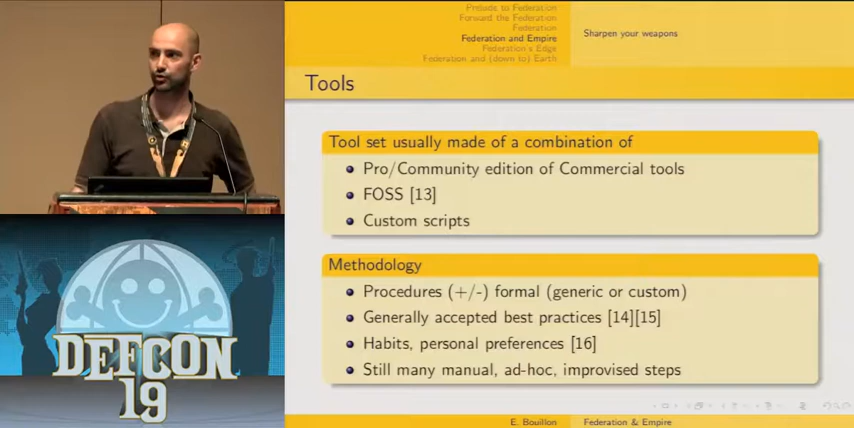 Prelude to Federation
Forward the Federation
Federation
Federation and Empire
Federation's Edge
Federation and (down to) Earth
Sharpen your weapons
Tools
Tool set usually made of a combination of
Pro/Community edition of Commercial tools
FOSS [13]
Custom scripts
Methodology
Procedures (+/-) formal (generic or custom)
Generally accepted best practices [14][15]
Habits, personal preferences [16]
Still many manual, ad-hoc, improvised steps
E. Bouillon
Federation & Empire
DEFCON
19